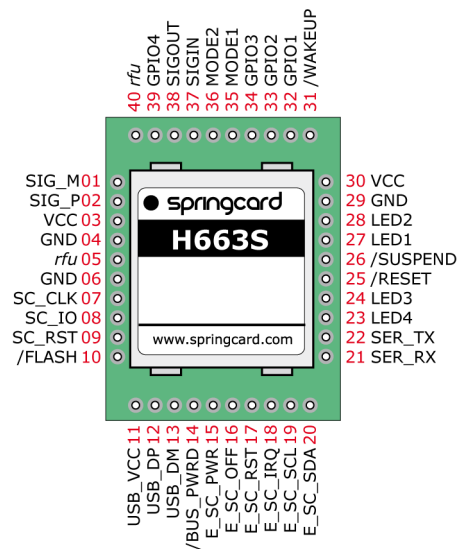 40 rfu
39 GPIO4
38 SIGOUT
37 SIGIN
36 MODE2
35 MODE1
34 GPIO3
33 GPIO2
32 GPIO1
31 /WAKEUP
SIG_M 01
SIG_P 02
VCC 03
GND 04
rfu 05
GND 06
SC_CLK 07
SC_IO 08
SC_RST 09
/FLASH 10
springcard
H663S
www.springcard.com
30 VCC
29 GND
28 LED2
27 LED1
26 /SUSPEND
25 /RESET
24 LED3
23 LED4
22 SER_TX
21 SER_RX
USB_VCC 11
USB_DP 12
USB_DM 13
/BUS_PWRD 14
E_SC_PWR 15
E_SC_OFF 16
E_SC_RST 17
E_SC_IRQ 18
E_SC_SCL 19
E_SC_SDA 20